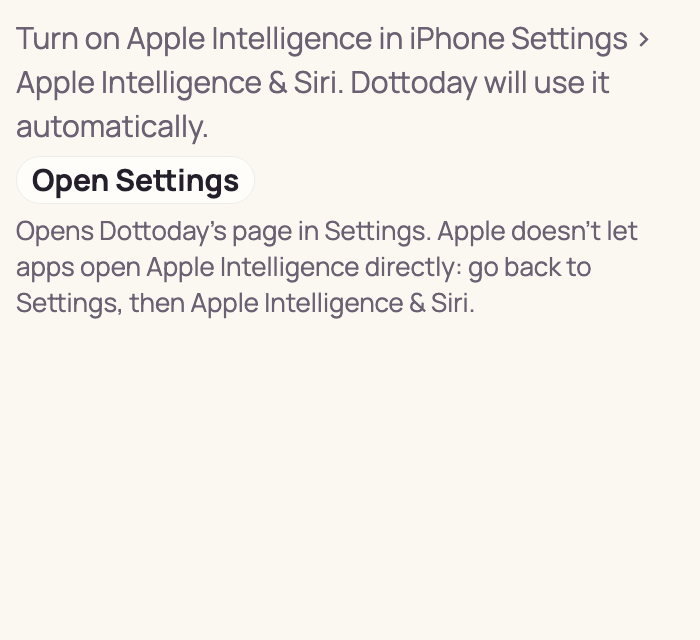 Turn on Apple Intelligence in iPhone Settings ›
Apple Intelligence & Siri. Dottoday will use it
automatically.
Open Settings
Opens Dottoday’s page in Settings. Apple doesn’t let
apps open Apple Intelligence directly: go back to
Settings, then Apple Intelligence & Siri.